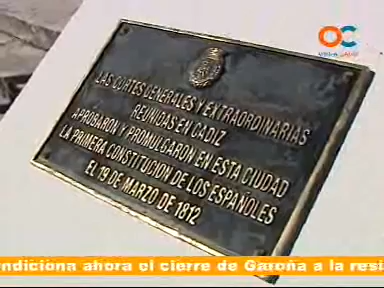 OC
LAS CORTES GENERALES Y EXTRAORDINARIAS
REUNIDAS EN CADIZ
APROBARON Y PROMULGARON EN ESTA CIUDAD
LA PRIMERA CONSTITUCION DE LOS ESPAÑOLES
EL 19 DE MARZO DE 1812
ndiciona ahora el cierre de Garoña a la resi